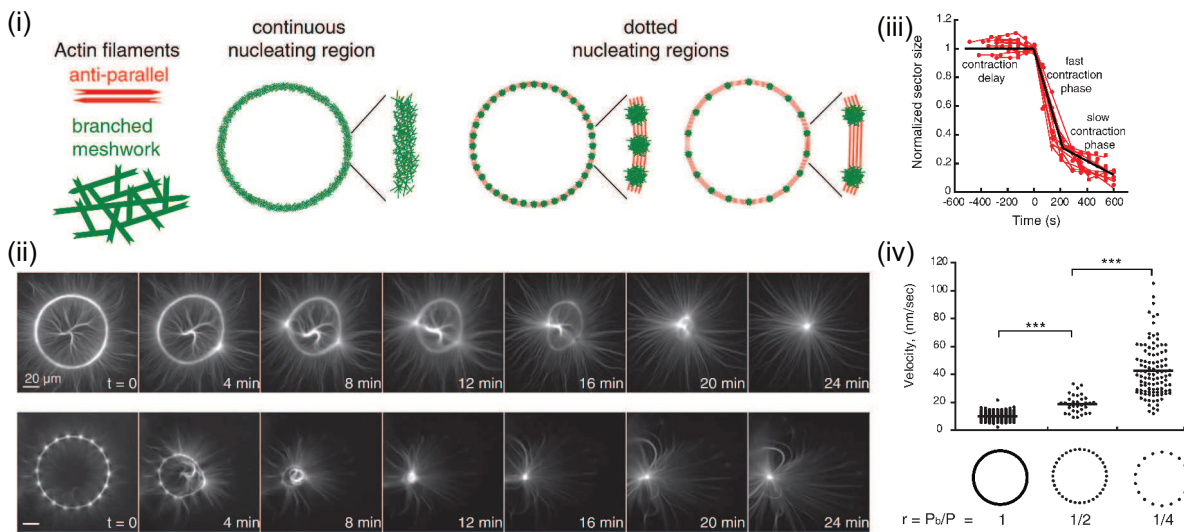 (i)
Actin filaments
anti-parallel
branched
meshwork
continuous
nucleating region
dotted
nucleating regions
(iii)
Normalized sector size
1.2
1
0.8
0.6
0.4
0.2
0
contraction
delay
fast
contraction
phase
slow
contraction
phase
-600 -400 -200 0 200 400 600
Time (s)
(ii)
20 µm
t = 0
4 min
8 min
12 min
16 min
20 min
24 min
t = 0
4 min
8 min
12 min
16 min
20 min
24 min
(iv)
Velocity, (nm/sec)
120
100
80
60
40
20
0
***
***
r = Pb/P = 1 1/2 1/4